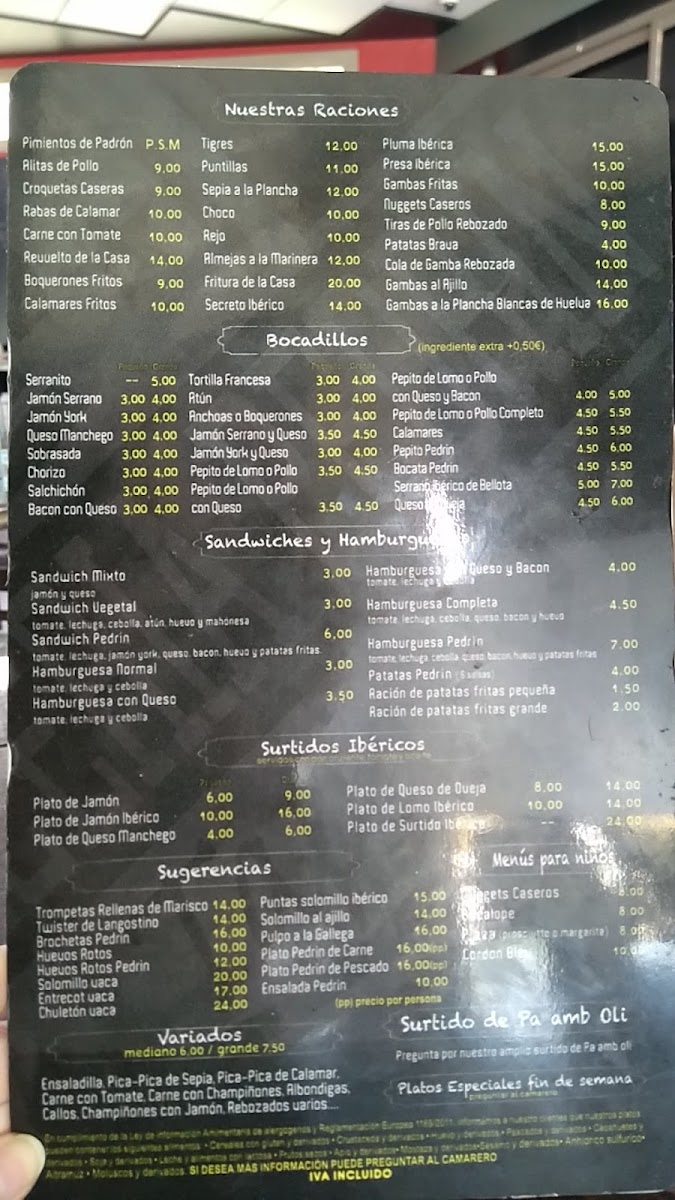 Nuestras Raciones
Pimientos de Padrón P.S.M
Alitas de Pollo 9,00
Croquetas Caseras 9,00
Rabas de Calamar 10,00
Carne con Tomate 10,00
Revuelto de la Casa 14,00
Boquerones Fritos 9,00
Calamares Fritos 10,00
Tigres 12,00
Puntillas 11,00
Sepia a la Plancha 12,00
Choco 10,00
Rejo 10,00
Almejas a la Marinera 12,00
Fritura de la Casa 20,00
Secreto Ibérico 14,00
Pluma Ibérica 15,00
Presa Ibérica 15,00
Gambas Fritas 10,00
Nuggets Caseros 8,00
Tiras de Pollo Rebozado 9,00
Patatas Brava 4,00
Cola de Gamba Rebozada 10,00
Gambas al Ajillo 14,00
Gambas a la Plancha Blancas de Huelva 16,00
Bocadillos
(ingrediente extra +0,50€)
Serranito -- 5,00
Jamón Serrano 3,00 4,00
Jamón York 3,00 4,00
Queso Manchego 3,00 4,00
Sobrasada 3,00 4,00
Chorizo 3,00 4,00
Salchichón 3,00 4,00
Bacon con Queso 3,00 4,00
Tortilla Francesa 3,00 4,00
Atún 3,00 4,00
Anchoas o Boquerones 3,00 4,00
Jamón Serrano y Queso 3,50 4,50
Jamón York y Queso 3,00 4,00
Pepito de Lomo o Pollo 3,50 4,50
Pepito de Lomo o Pollo
con Queso 3,50 4,50
Pepito de Lomo o Pollo
con Queso y Bacon 4,00 5,00
Pepito de Lomo o Pollo Completo 4,50 5,50
Calamares 4,50 5,50
Pepito Pedrin 4,50 6,00
Bocata Pedrin 4,50 5,50
Serrano Ibérico de Bellota 5,00 7,00
Queso 4,50 6,00
Sandwiches y
Sandwich Mixto 3,00
jamón y queso
Sandwich Vegetal 3,00
tomate, lechuga, cebolla, atún, huevo y mahonesa
Sandwich Pedrin 6,00
tomate, lechuga, jamón york, queso, bacon, huevo y patatas fritas
Hamburguesa Normal 3,00
tomate, lechuga y cebolla
Hamburguesa con Queso 3,50
tomate, lechuga y cebolla
Hamburguesa Queso y Bacon 4,00
tomate, lechuga y
Hamburguesa Completa 4,50
tomate, lechuga, cebolla, queso, bacon y huevo
Hamburguesa Pedrin 7,00
tomate, lechuga, cebolla, queso, bacon, huevo y patatas fritas
Patatas Pedrin 4,00
Ración de patatas fritas pequeña 1,50
Ración de patatas fritas grande 2,00
Surtidos Ibéricos
Plato de Jamón 6,00 9,00
Plato de Jamón Ibérico 10,00 16,00
Plato de Queso Manchego 4,00 6,00
Plato de Queso de Oveja 8,00 14,00
Plato de Lomo Ibérico 10,00 14,00
Plato de Surtido -- 24,00
Sugerencias
Trompetas Rellenas de Marisco 14,00
Twister de Langostino 14,00
Brochetas Pedrin 16,00
Huevos Rotos 10,00
Huevos Rotos Pedrin 12,00
Solomillo vaca 20,00
Entrecot vaca 17,00
Chuletón vaca 24,00
Puntas solomillo ibérico 15,00
Solomillo al ajillo 14,00
Pulpo a la Gallega 16,00
Plato Pedrin de Carne 16,00(pp)
Plato Pedrin de Pescado 16,00(pp)
Ensalada Pedrin 10,00
(pp) precio por persona
Menús para niños
Caseros 8,00
8,00
o margarita) 8,00
Cordon 10,00
Variados
mediano 6,00 / grande 7,50
Ensaladilla, Pica-Pica de Sepia, Pica-Pica de Calamar,
Carne con Tomate, Carne con Champiñones, Albondigas,
Callos, Champiñones con Jamón, Rebozados varios....
Surtido de Pa amb Oli
Pregunta por nuestro amplio surtido de Pa amb oli
Platos Especiales fin de semana
preguntar al camarero
SI DESEA MAS INFORMACIÓN PUEDE PREGUNTAR AL CAMARERO
IVA INCLUIDO